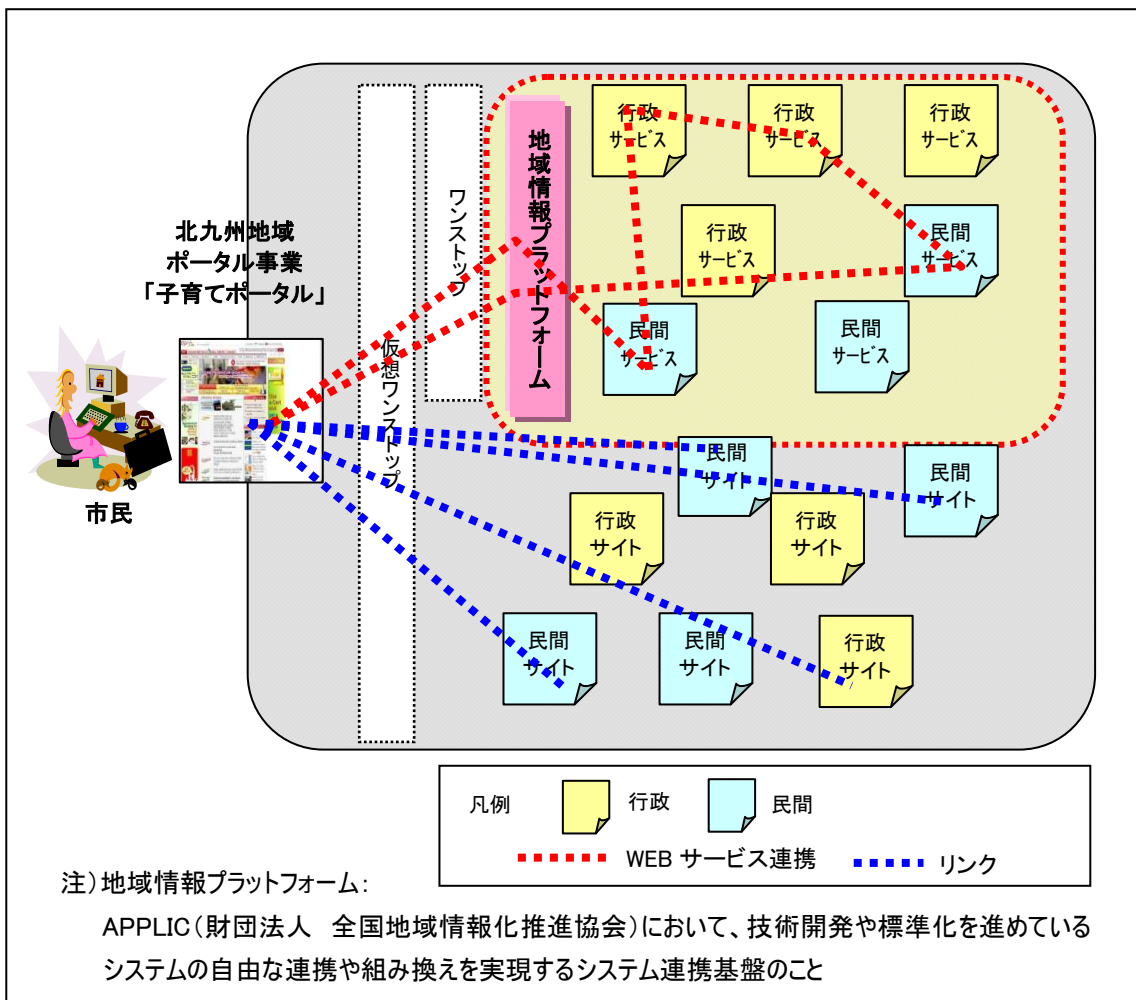 北九州地域
ポータル事業
「子育てポータル」
市民
仮想ワンストップ
ワンストップ
地域情報プラットフォーム
行政
サービス
行政
サービス
行政
サービス
行政
サービス
民間
サービス
民間
サービス
民間
サービス
民間
サイト
民間
サイト
行政
サイト
行政
サイト
民間
サイト
民間
サイト
行政
サイト
凡例 行政 民間
WEB サービス連携 リンク
注）地域情報プラットフォーム：
APPLIC（財団法人　全国地域情報化推進協会）において、技術開発や標準化を進めている
システムの自由な連携や組み換えを実現するシステム連携基盤のこと